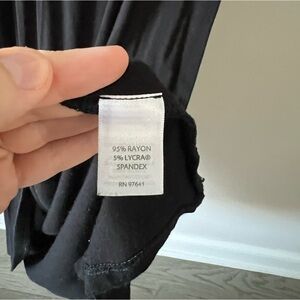 95% RAYON
5% LYCRA®
SPANDEX
RN 97641